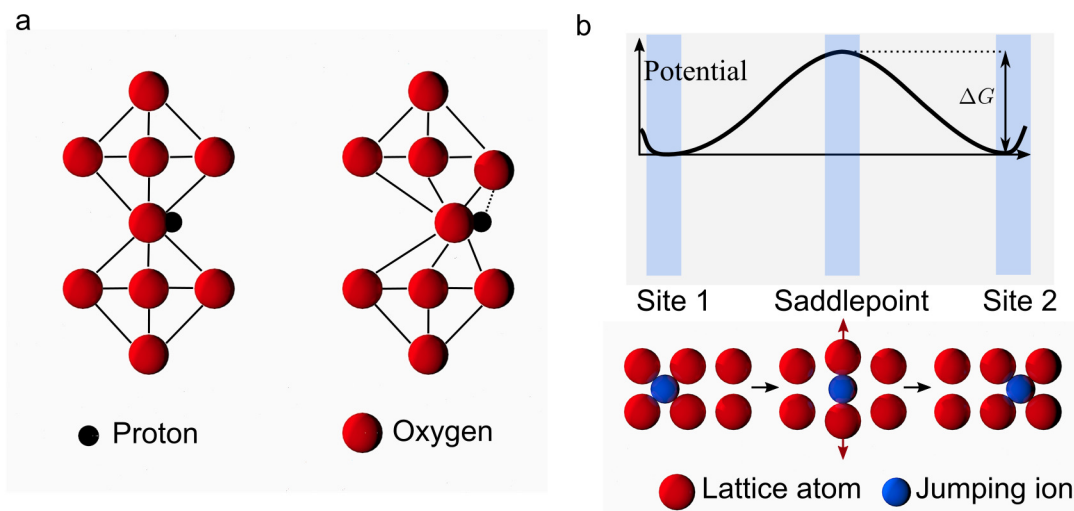 a
Proton
Oxygen
b
Potential
ΔG
Site 1
Saddlepoint
Site 2
Lattice atom
Jumping ion